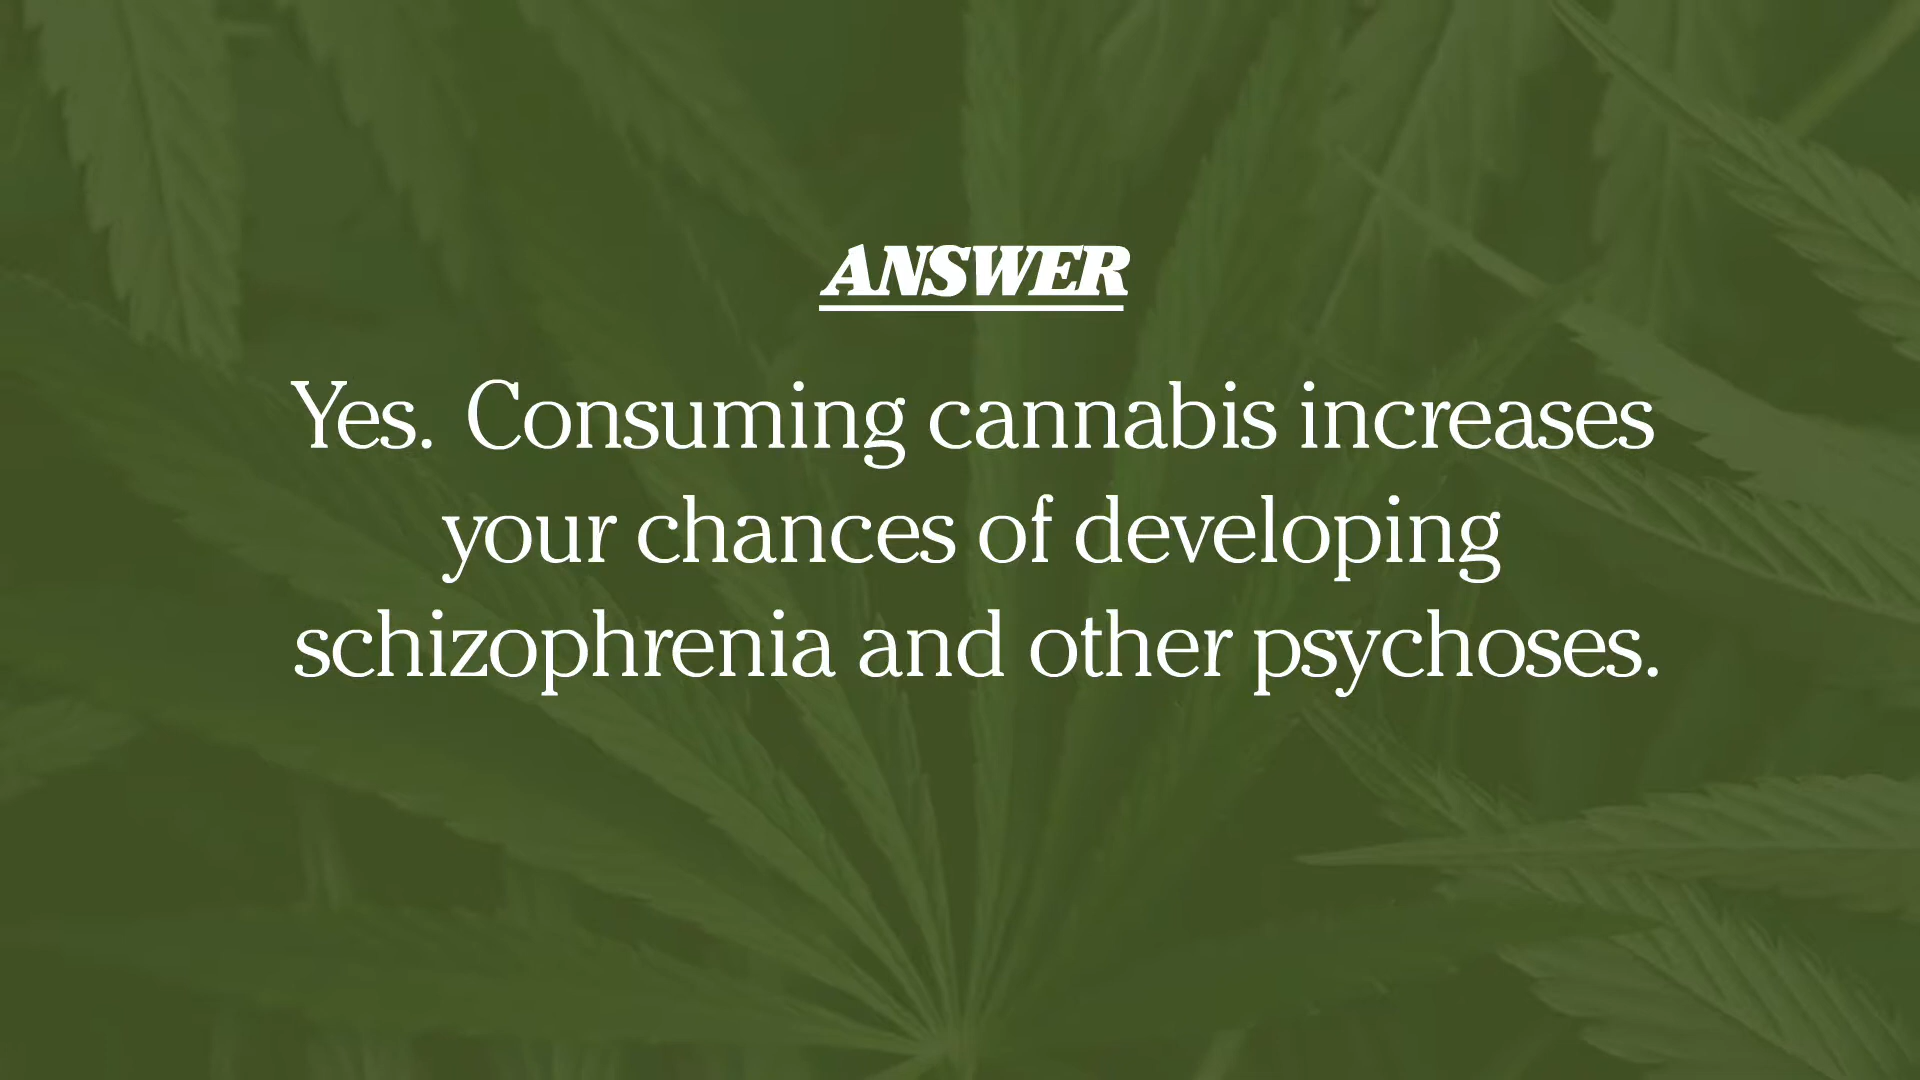 ANSWER
Yes. Consuming cannabis increases
your chances of developing
schizophrenia and other psychoses.